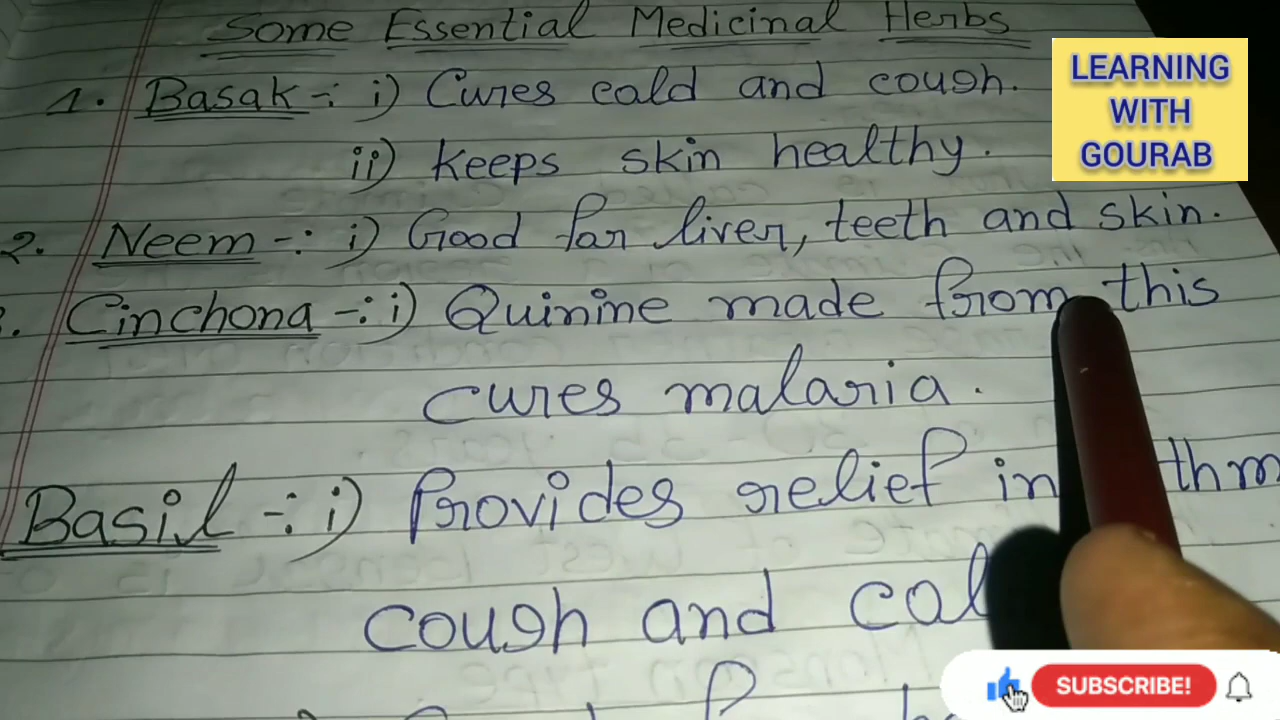 Some Essential Medicinal Herbs
1. Basak -: i) Cures cold and cough.
ii) keeps skin healthy.
2. Neem -: i) Good for liver, teeth and skin.
Cinchona -: i) Quinine made from this
cures malaria.
Basil -: i) Provides relief in
cough and
LEARNING
WITH
GOURAB
SUBSCRIBE!